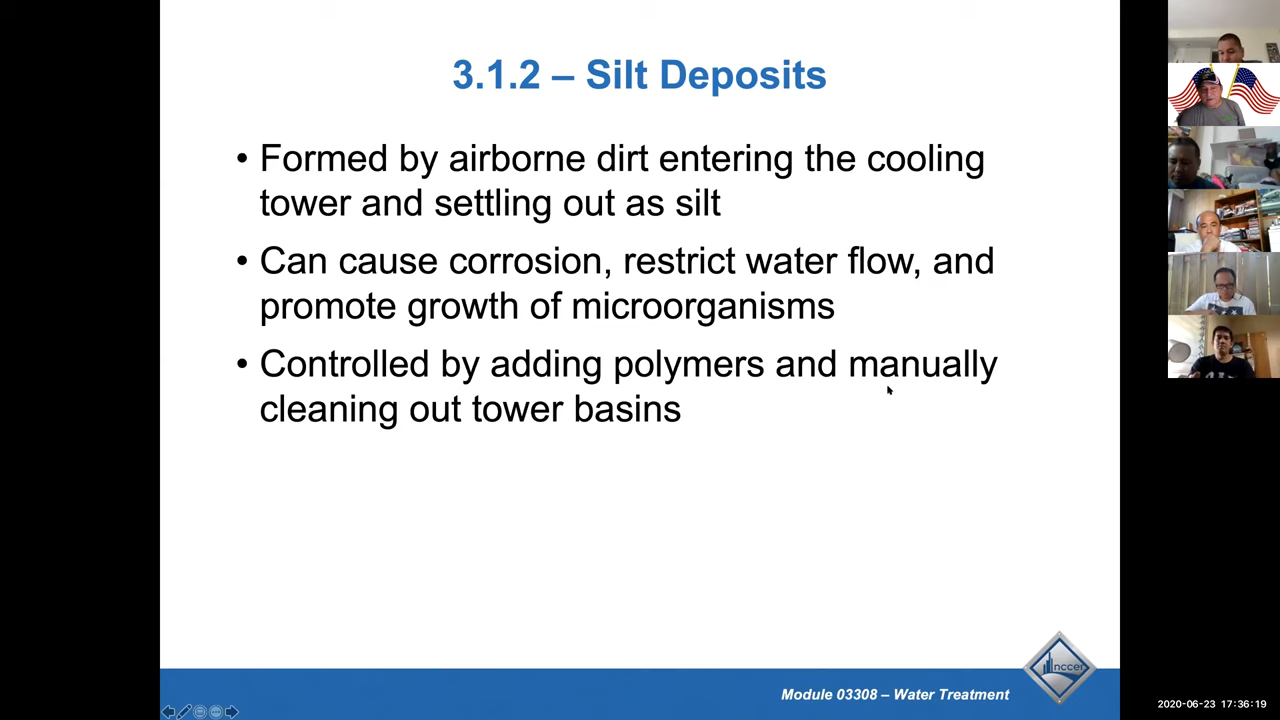 3.1.2 – Silt Deposits
• Formed by airborne dirt entering the cooling
tower and settling out as silt
• Can cause corrosion, restrict water flow, and
promote growth of microorganisms
• Controlled by adding polymers and manually
cleaning out tower basins
nccer
Module 03308 – Water Treatment
2020-06-23 17:36:19